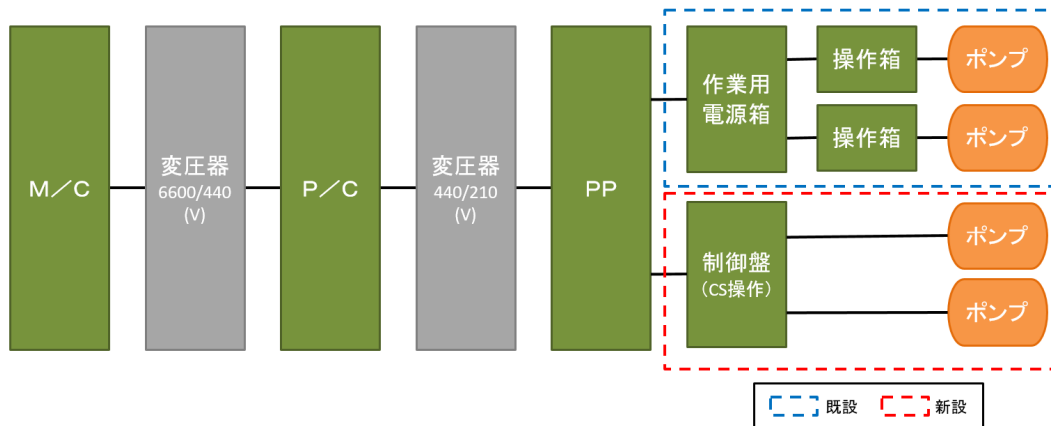 M/C
変圧器
6600/440
(V)
P/C
変圧器
440/210
(V)
PP
作業用
電源箱
操作箱
ポンプ
操作箱
ポンプ
制御盤
(CS操作)
ポンプ
ポンプ
既設
新設